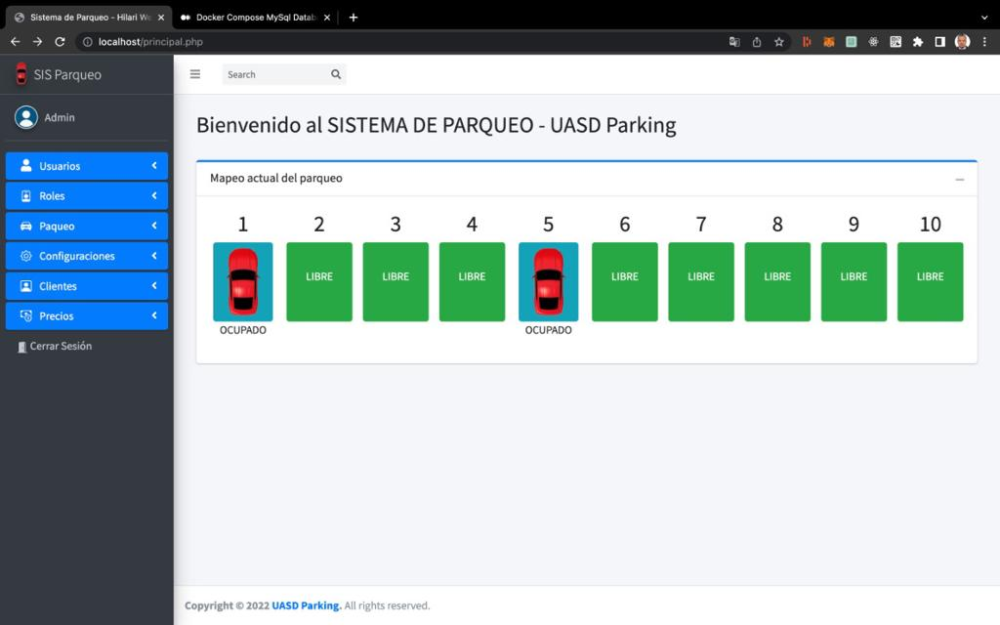 Sistema de Parqueo - Hilari We
Docker Compose MySql Datab
localhost/principal.php
SIS Parqueo
Search
Admin
Bienvenido al SISTEMA DE PARQUEO - UASD Parking
Usuarios
Roles
Paqueo
Configuraciones
Clientes
Precios
Cerrar Sesión
Mapeo actual del parqueo
1 2 3 4 5 6 7 8 9 10
LIBRE LIBRE LIBRE LIBRE LIBRE LIBRE LIBRE LIBRE
OCUPADO OCUPADO
Copyright © 2022 UASD Parking. All rights reserved.